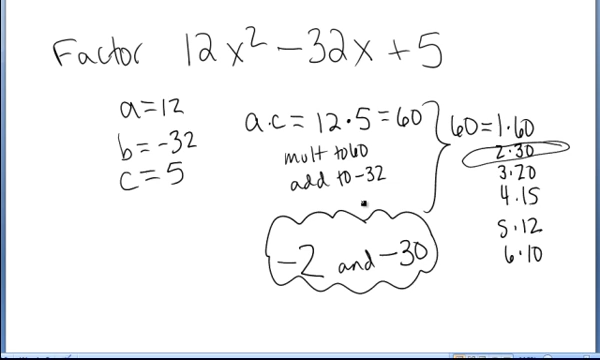 Factor 12x² -32x +5
a=12
b=-32
c=5
a·c= 12·5=60
mult to 60
add to -32
-2 and -30
60=1·60
2·30
3·20
4·15
5·12
6·10